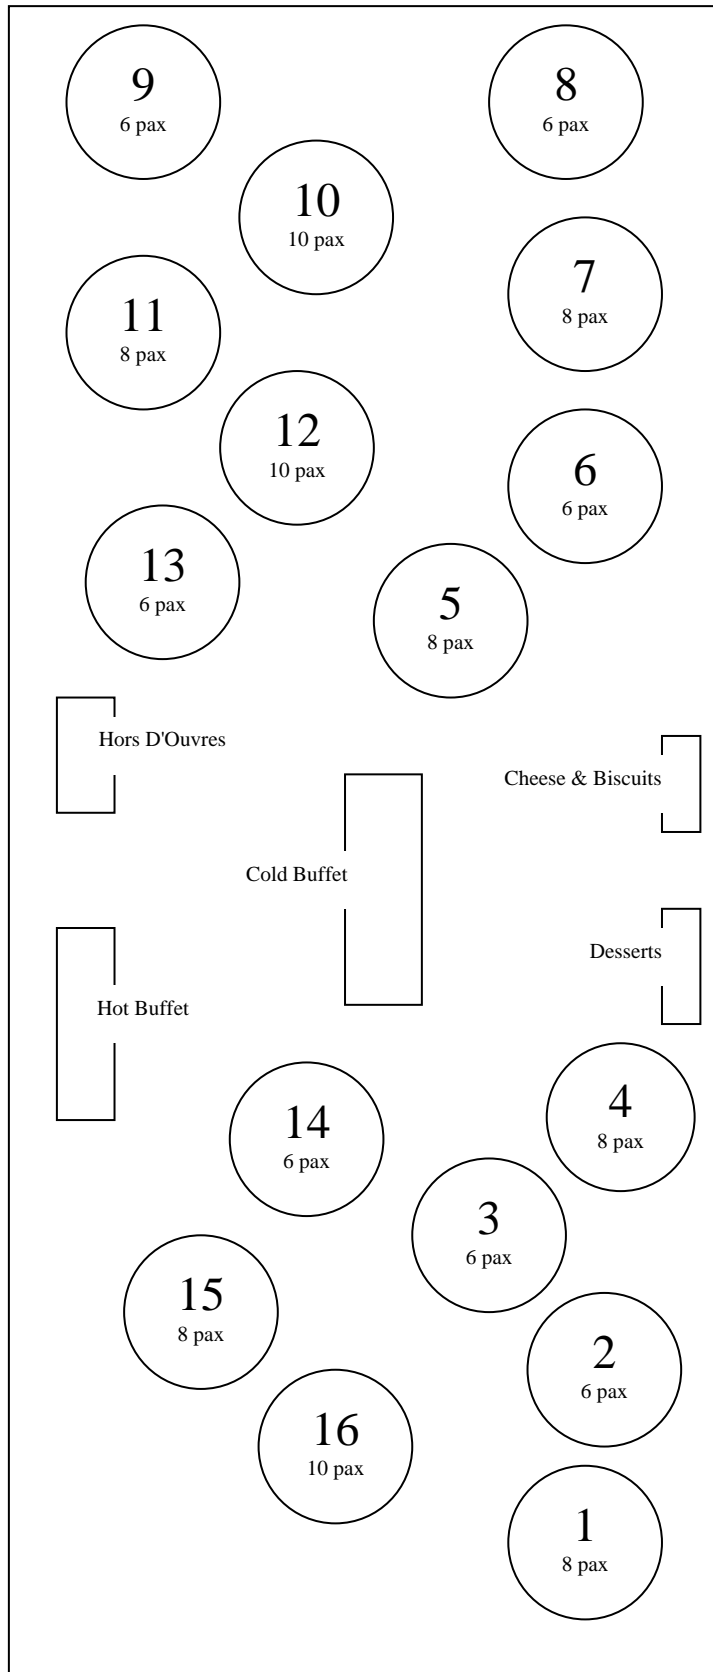 9
6 pax
8
6 pax
10
10 pax
7
8 pax
11
8 pax
12
10 pax
6
6 pax
13
6 pax
5
8 pax
Hors D'Ouvres
Cheese & Biscuits
Cold Buffet
Desserts
Hot Buffet
4
8 pax
14
6 pax
3
6 pax
15
8 pax
2
6 pax
16
10 pax
1
8 pax